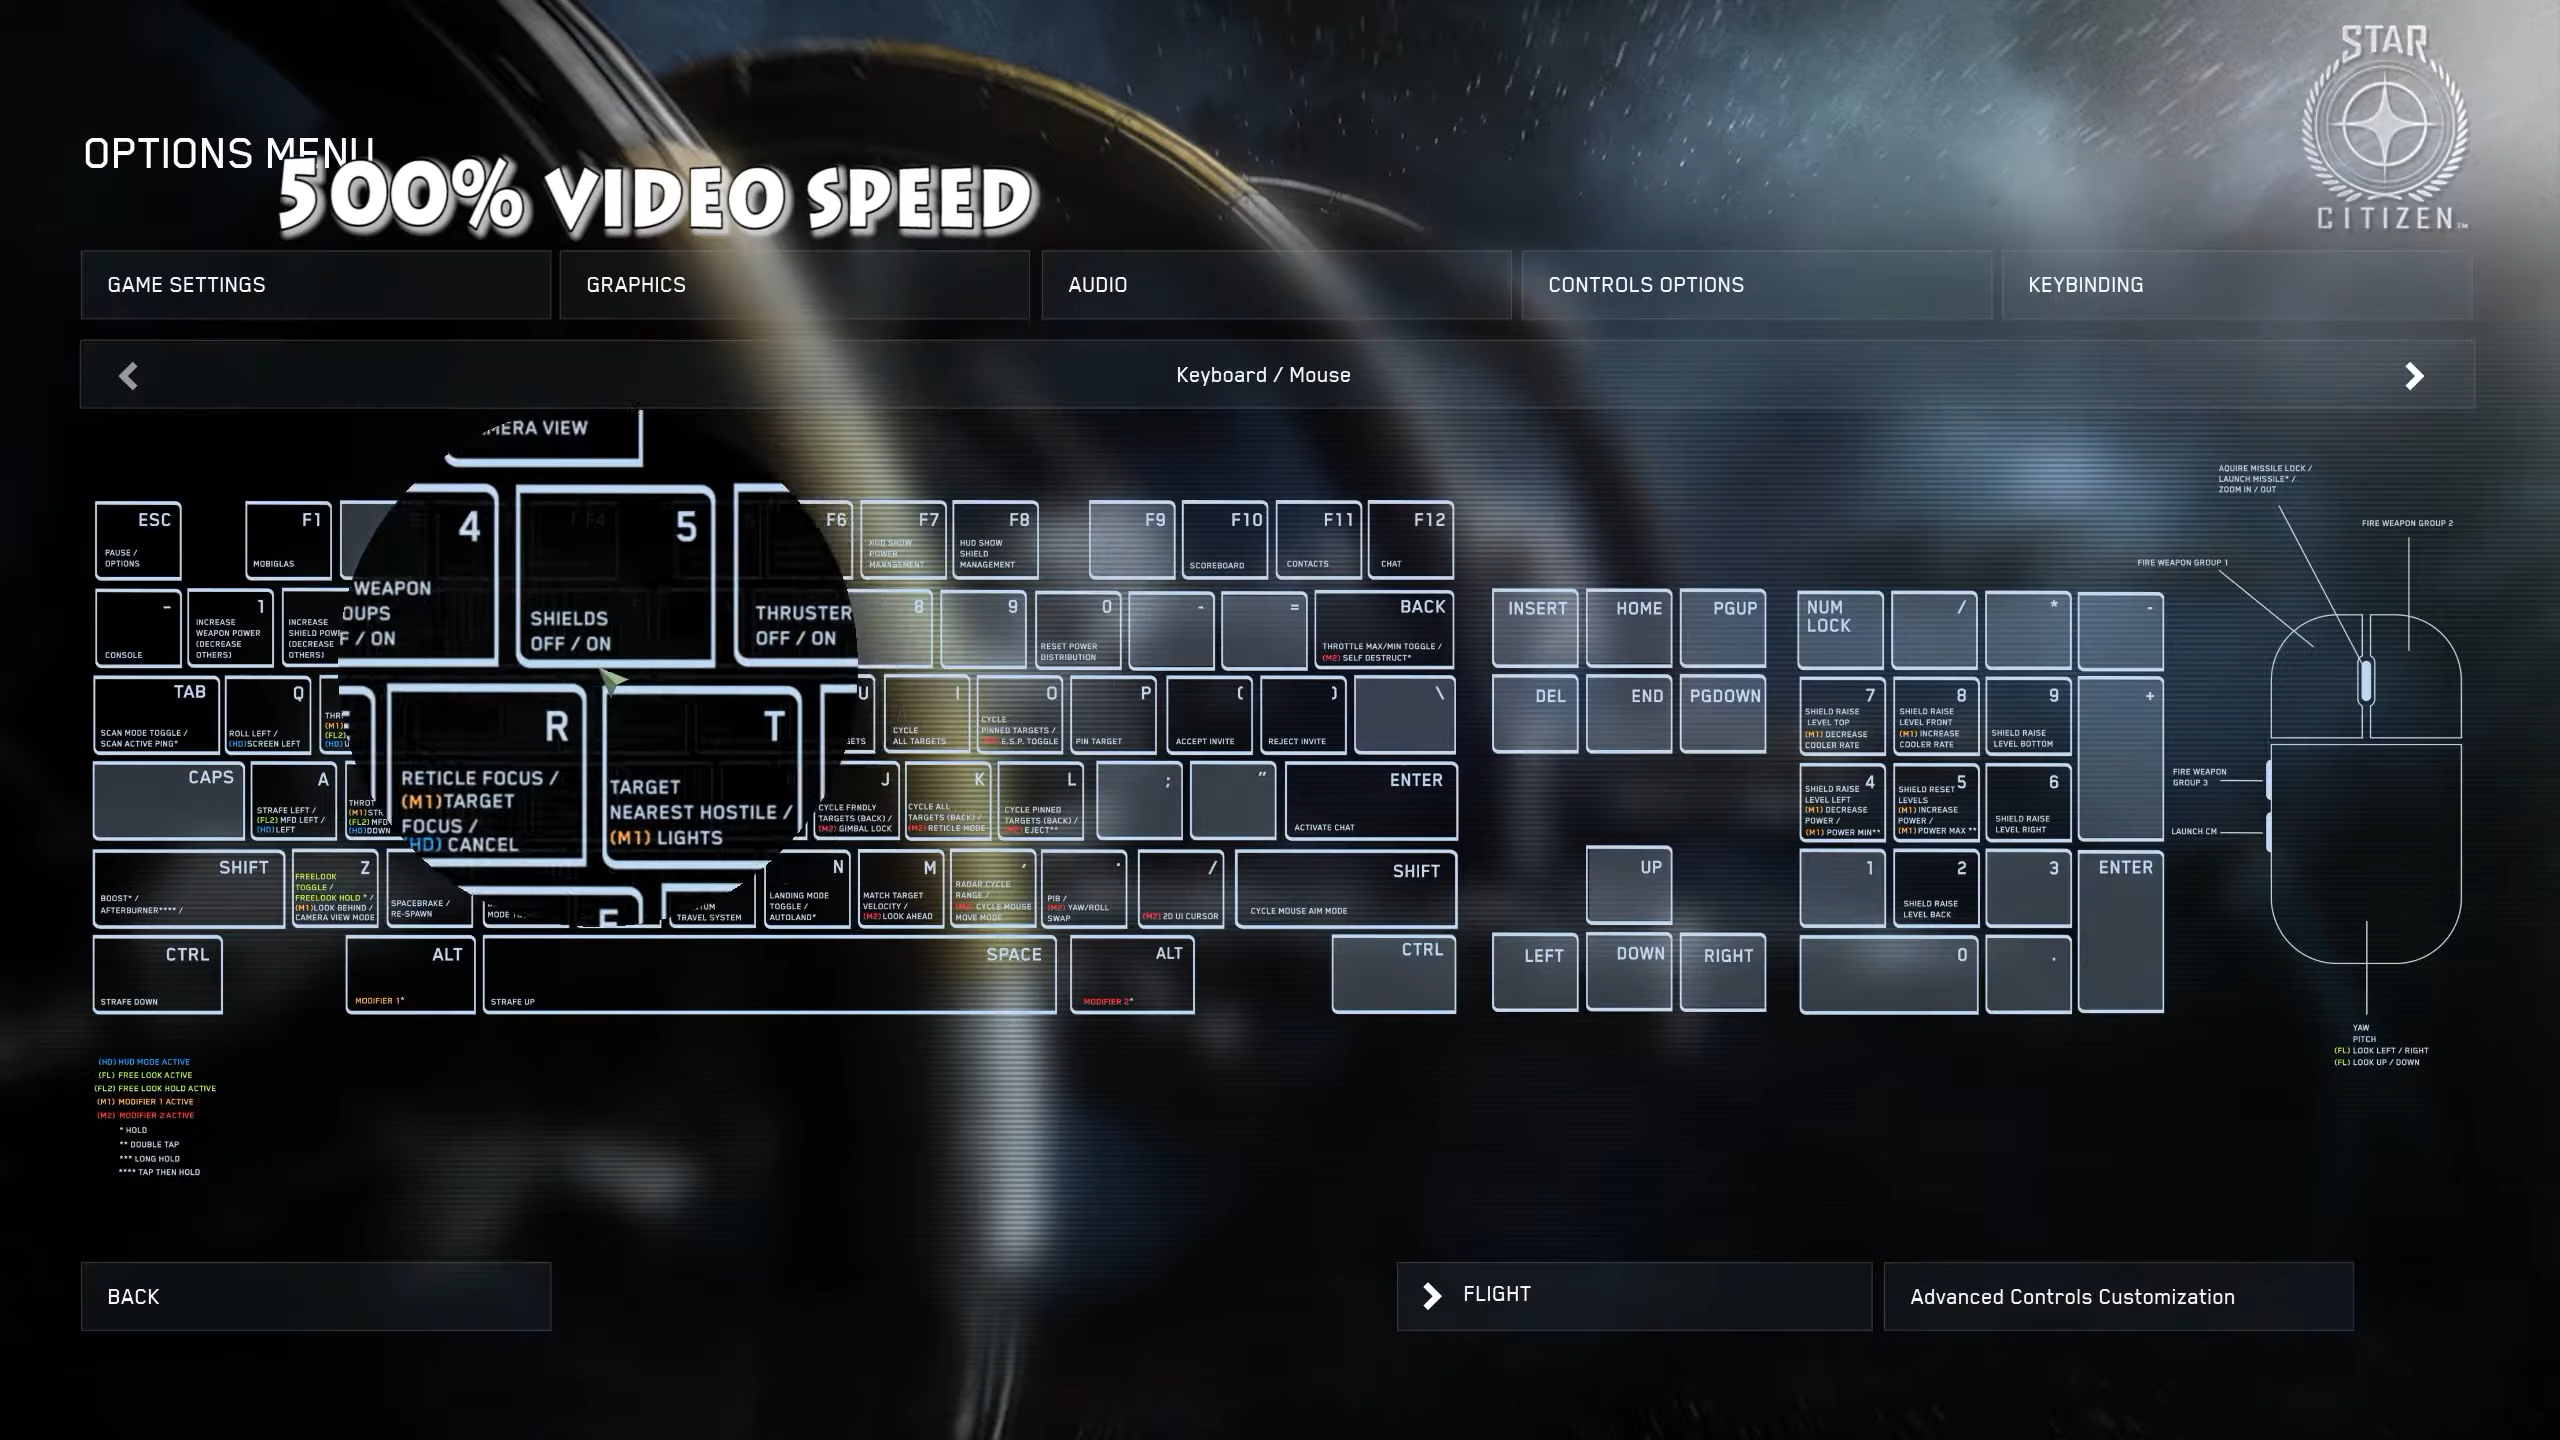 STAR
CITIZEN
OPTIONS MENU
500% VIDEO SPEED
GAME SETTINGS
GRAPHICS
AUDIO
CONTROLS OPTIONS
KEYBINDING
Keyboard / Mouse
AQUIRE MISSILE LOCK /
LAUNCH MISSILE* /
ZOOM IN / OUT
FIRE WEAPON GROUP 2
FIRE WEAPON GROUP 1
FIRE WEAPON
GROUP 3
LAUNCH CM
YAW
PITCH
(FL) LOOK LEFT / RIGHT
(FL) LOOK UP / DOWN
VIEW
ESC
PAUSE /
OPTIONS
F1
MOBIGLAS
F6
F7
HUD SHOW
POWER
MANAGEMENT
F8
HUD SHOW
SHIELD
MANAGEMENT
F9
F10
SCOREBOARD
F11
CONTACTS
F12
CHAT
~
CONSOLE
1
INCREASE
WEAPON POWER
(DECREASE
OTHERS)
INCREASE
SHIELD
(DECREASE
OTHERS)
4
WEAPON
/ ON
5
SHIELDS
OFF / ON
THRUSTER
OFF / ON
8
9
0
RESET POWER
DISTRIBUTION
-
=
BACK
THROTTLE MAX/MIN TOGGLE /
(M2) SELF DESTRUCT*
TAB
SCAN MODE TOGGLE /
SCAN ACTIVE PING*
Q
ROLL LEFT /
(HD)SCREEN LEFT
R
RETICLE FOCUS /
(M1)TARGET
FOCUS /
(HD) CANCEL
T
TARGET
NEAREST HOSTILE /
(M1) LIGHTS
U
I
CYCLE
ALL TARGETS
O
CYCLE
PINNED TARGETS /
E.S.P. TOGGLE
P
PIN TARGET
(
ACCEPT INVITE
)
REJECT INVITE
\
CAPS
A
STRAFE LEFT /
(FL2) MFD LEFT /
(HD)LEFT
J
CYCLE FRNDLY
TARGETS (BACK) /
(M2) GIMBAL LOCK
K
CYCLE ALL
TARGETS (BACK) /
(M2) RETICLE MODE
L
CYCLE PINNED
TARGETS (BACK) /
(M2) EJECT**
;
"
ENTER
ACTIVATE CHAT
SHIFT
BOOST* /
AFTERBURNER**** /
Z
FREELOOK
TOGGLE /
FREELOOK HOLD * /
(M1)LOOK BEHIND /
CAMERA VIEW MODE
SPACEBRAKE /
RE-SPAWN
MODE
TRAVEL SYSTEM
N
LANDING MODE
TOGGLE /
AUTOLAND*
M
MATCH TARGET
VELOCITY /
(M2) LOOK AHEAD
,
RADAR CYCLE
RANGE /
(M2) CYCLE MOUSE
MOVE MODE
.
PIB /
(M2) YAW/ROLL
SWAP
/
(M2) 2D UI CURSOR
SHIFT
CYCLE MOUSE AIM MODE
CTRL
STRAFE DOWN
ALT
MODIFIER 1*
SPACE
STRAFE UP
ALT
MODIFIER 2*
CTRL
INSERT
HOME
PGUP
DEL
END
PGDOWN
UP
LEFT
DOWN
RIGHT
NUM
LOCK
/
*
-
7
SHIELD RAISE
LEVEL TOP
(M1) DECREASE
COOLER RATE
8
SHIELD RAISE
LEVEL FRONT
(M1) INCREASE
COOLER RATE
9
SHIELD RAISE
LEVEL BOTTOM
+
4
SHIELD RAISE
LEVEL LEFT
(M1) DECREASE
POWER /
(M1) POWER MIN**
5
SHIELD RESET
LEVELS
(M1) INCREASE
POWER /
(M1) POWER MAX **
6
SHIELD RAISE
LEVEL RIGHT
1
2
SHIELD RAISE
LEVEL BACK
3
ENTER
0
.
(HD) HUD MODE ACTIVE
(FL) FREE LOOK ACTIVE
(FL2) FREE LOOK HOLD ACTIVE
(M1) MODIFIER 1 ACTIVE
(M2) MODIFIER 2 ACTIVE
* HOLD
** DOUBLE TAP
*** LONG HOLD
**** TAP THEN HOLD
BACK
FLIGHT
Advanced Controls Customization